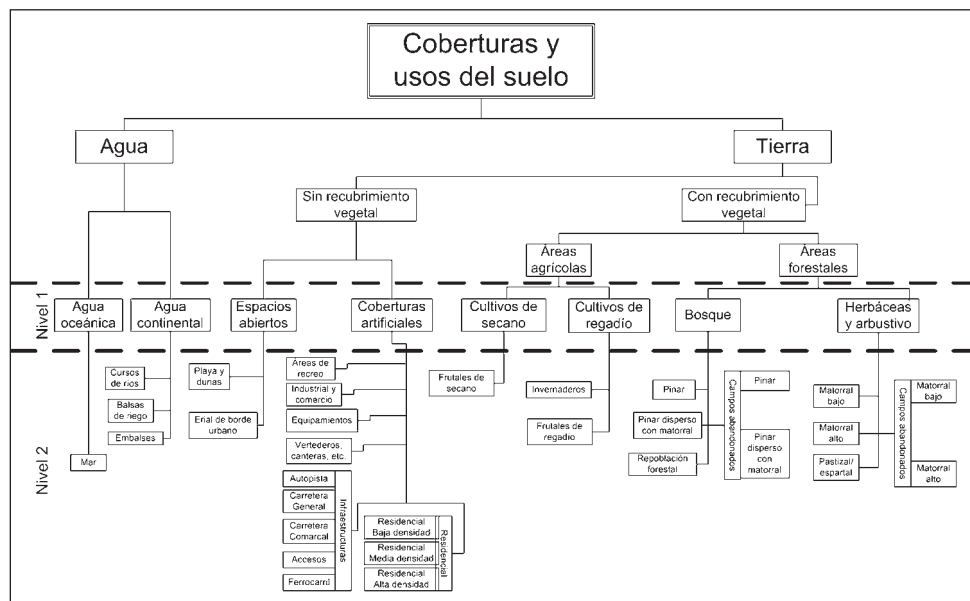 Coberturas y
usos del suelo
Agua
Tierra
Sin recubrimiento
vegetal
Con recubrimiento
vegetal
Áreas
agrícolas
Áreas
forestales
Nivel 1
Agua
oceánica
Agua
continental
Espacios
abiertos
Coberturas
artificiales
Cultivos de
secano
Cultivos de
regadío
Bosque
Herbáceas
y arbustivo
Nivel 2
Mar
Cursos
de rios
Balsas
de riego
Embalses
Playa y
dunas
Erial de borde
urbano
Areas de
recreo
Industrial y
comercio
Equipamientos
Vertederos,
canteras, etc.
Autopista
Carretera
General
Carretera
Comarcal
Accesos
Ferrocarril
Infraestructuras
Residencial
Baja densidad
Residencial
Media densidad
Residencial
Alta densidad
Residencial
Frutales de
secano
Invernaderos
Frutales de
regadio
Pinar
Pinar disperso
con matorral
Repoblación
forestal
Campos abandonados
Pinar
Pinar
disperso
con
matorral
Matorral
bajo
Matorral
alto
Pastizal/
espartal
Campos abandonados
Matorral
bajo
Matorral
alto